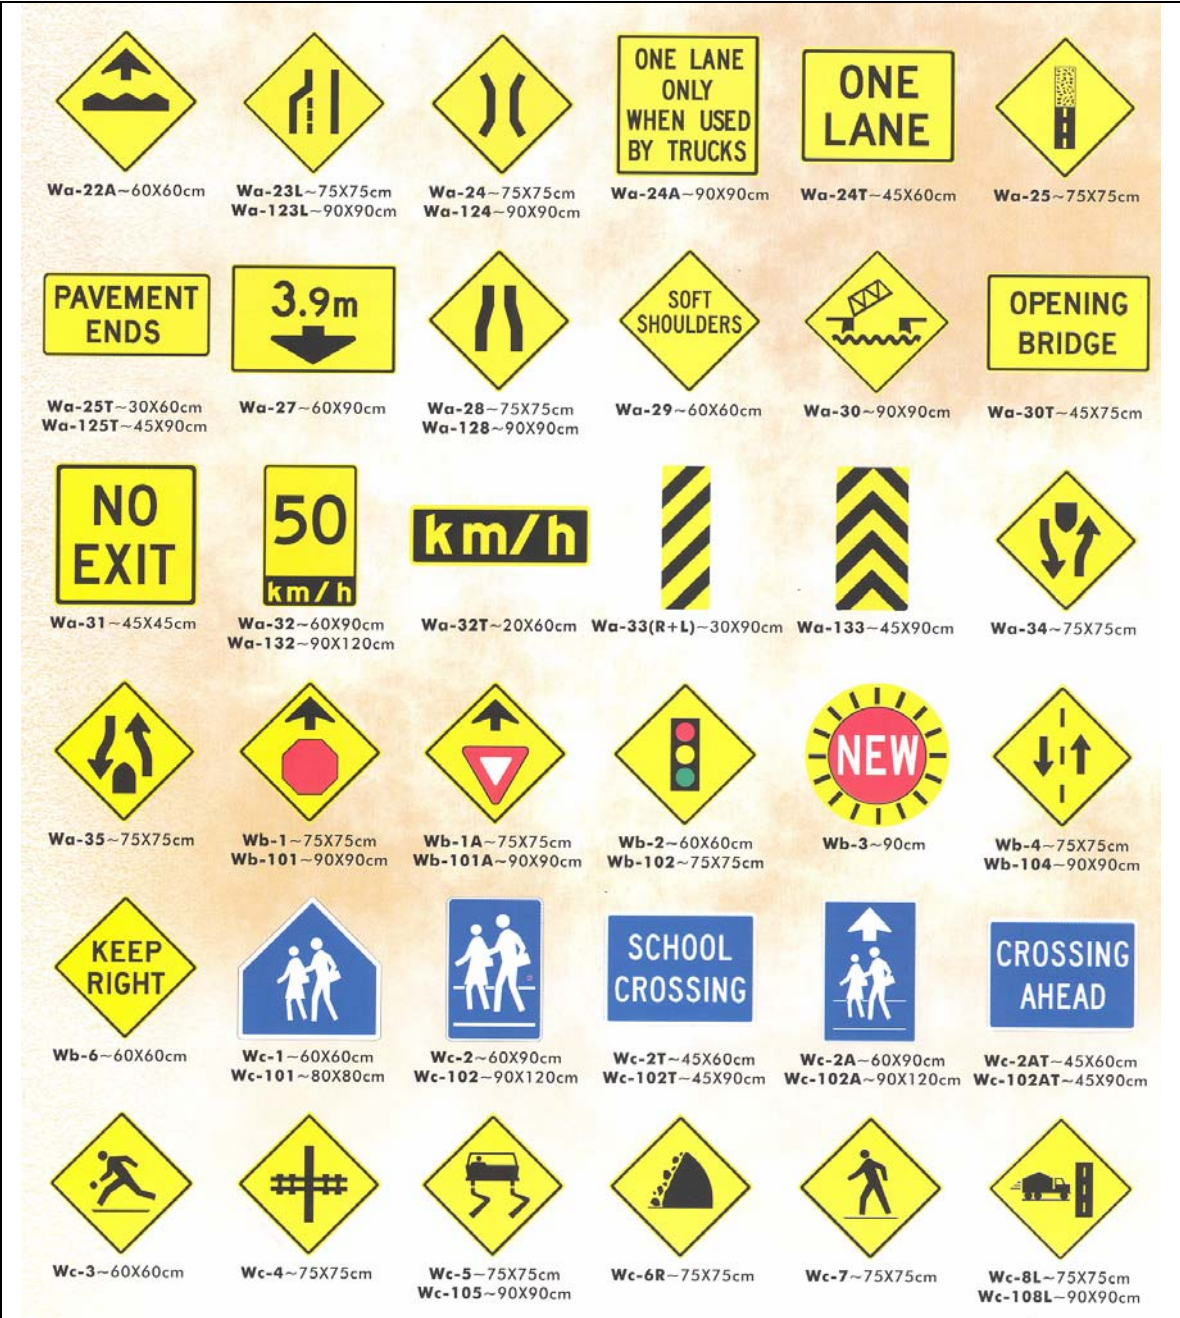 ONE LANE
ONLY
WHEN USED
BY TRUCKS
ONE
LANE
Wa-22A~60X60cm
Wa-23L~75X75cm
Wa-123L~90X90cm
Wa-24~75X75cm
Wa-124~90X90cm
Wa-24A~90X90cm
Wa-24T~45X60cm
Wa-25~75X75cm
PAVEMENT
ENDS
3.9m
SOFT
SHOULDERS
OPENING
BRIDGE
Wa-25T~30X60cm
Wa-125T~45X90cm
Wa-27~60X90cm
Wa-28~75X75cm
Wa-128~90X90cm
Wa-29~60X60cm
Wa-30~90X90cm
Wa-30T~45X75cm
NO
EXIT
50
km/h
km/h
Wa-31~45X45cm
Wa-32~60X90cm
Wa-132~90X120cm
Wa-32T~20X60cm
Wa-33(R+L)~30X90cm
Wa-133~45X90cm
Wa-34~75X75cm
NEW
Wa-35~75X75cm
Wb-1~75X75cm
Wb-101~90X90cm
Wb-1A~75X75cm
Wb-101A~90X90cm
Wb-2~60X60cm
Wb-102~75X75cm
Wb-3~90cm
Wb-4~75X75cm
Wb-104~90X90cm
KEEP
RIGHT
SCHOOL
CROSSING
CROSSING
AHEAD
Wb-6~60X60cm
Wc-1~60X60cm
Wc-101~80X80cm
Wc-2~60X90cm
Wc-102~90X120cm
Wc-2T~45X60cm
Wc-102T~45X90cm
Wc-2A~60X90cm
Wc-102A~90X120cm
Wc-2AT~45X60cm
Wc-102AT~45X90cm
Wc-3~60X60cm
Wc-4~75X75cm
Wc-5~75X75cm
Wc-105~90X90cm
Wc-6R~75X75cm
Wc-7~75X75cm
Wc-8L~75X75cm
Wc-108L~90X90cm